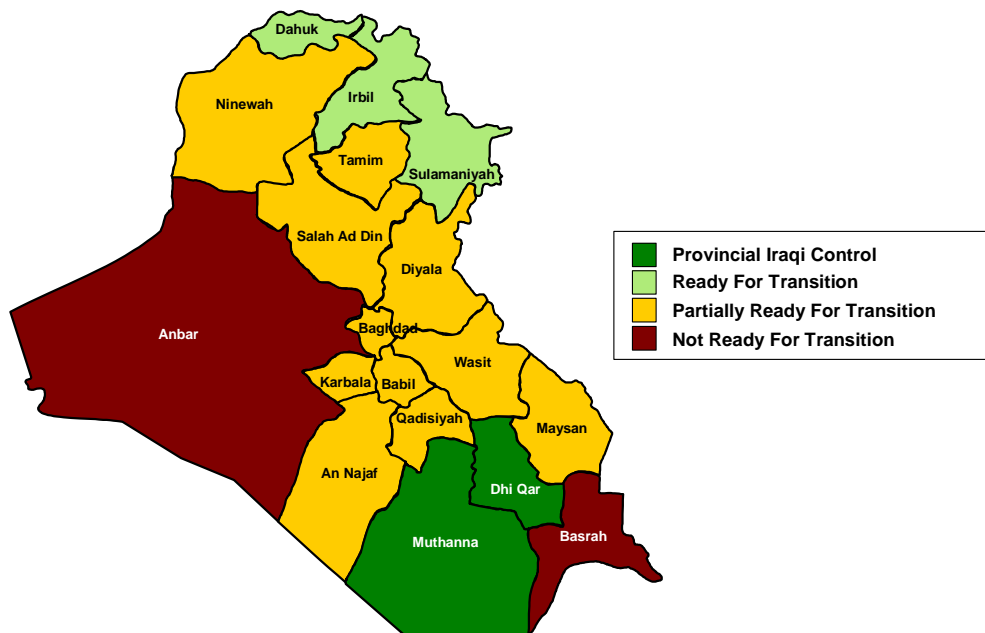 Dahuk
Ninewah
Irbil
Tamim
Sulamaniyah
Salah Ad Din
Diyala
Anbar
Baghdad
Wasit
Karbala
Babil
Qadisiyah
Maysan
An Najaf
Dhi Qar
Muthanna
Basrah
Provincial Iraqi Control
Ready For Transition
Partially Ready For Transition
Not Ready For Transition